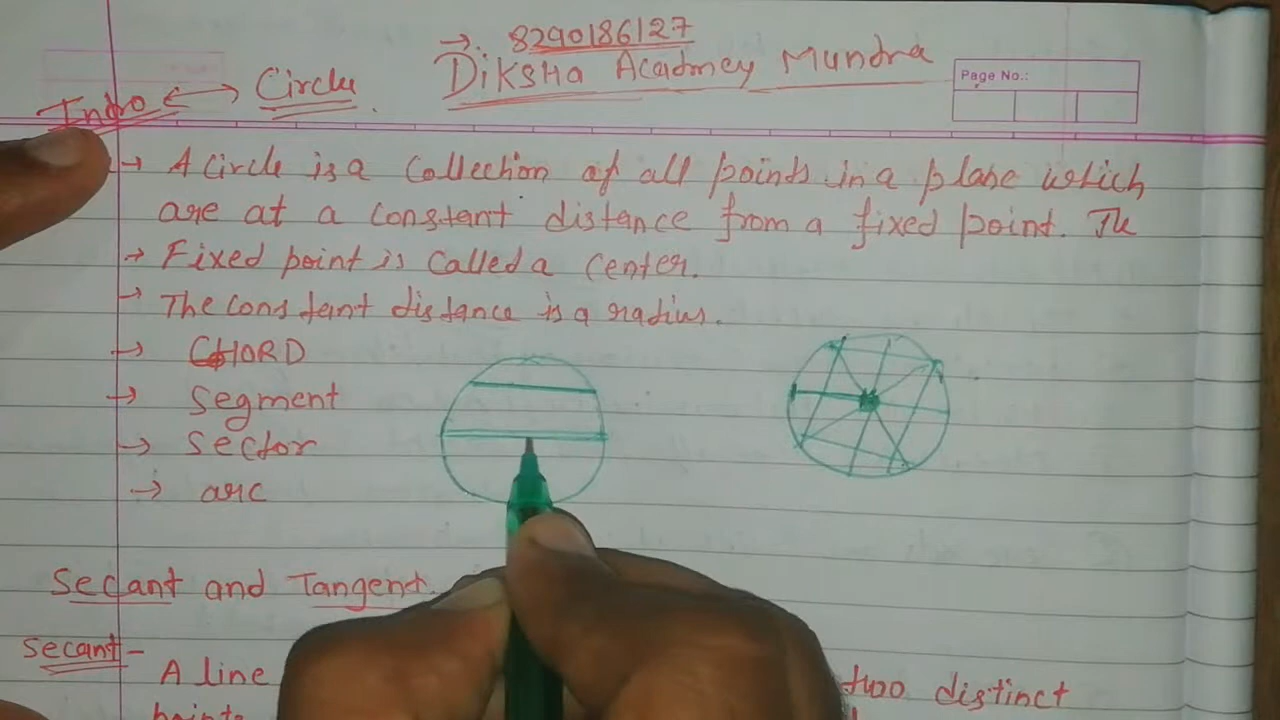 → 8290186127
Intro ↔ Circle. Diksha Acadmey Mundra
Page No.:
→ A Circle is a Collection of all points in a plane which
are at a constant distance from a fixed point. The
→ Fixed point is called a center.
→ The constant distance is a radius.
→ CHORD
→ Segment
→ Sector
→ arc
Secant and Tangent.
Secant -
A line two distinct
points